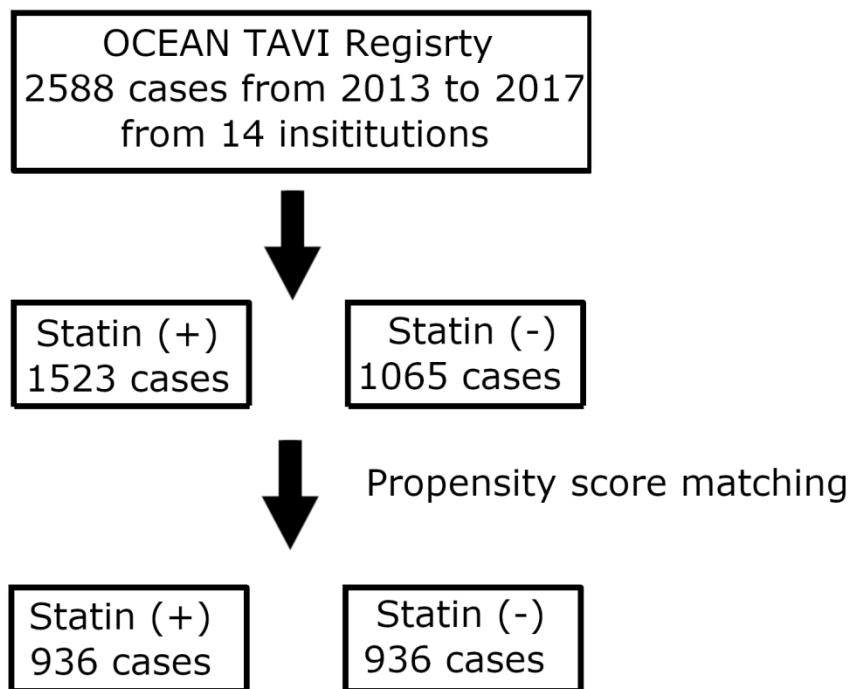 OCEAN TAVI Regisrty
2588 cases from 2013 to 2017
from 14 insititutions
Statin (+)
1523 cases
Statin (-)
1065 cases
Propensity score matching
Statin (+)
936 cases
Statin (-)
936 cases